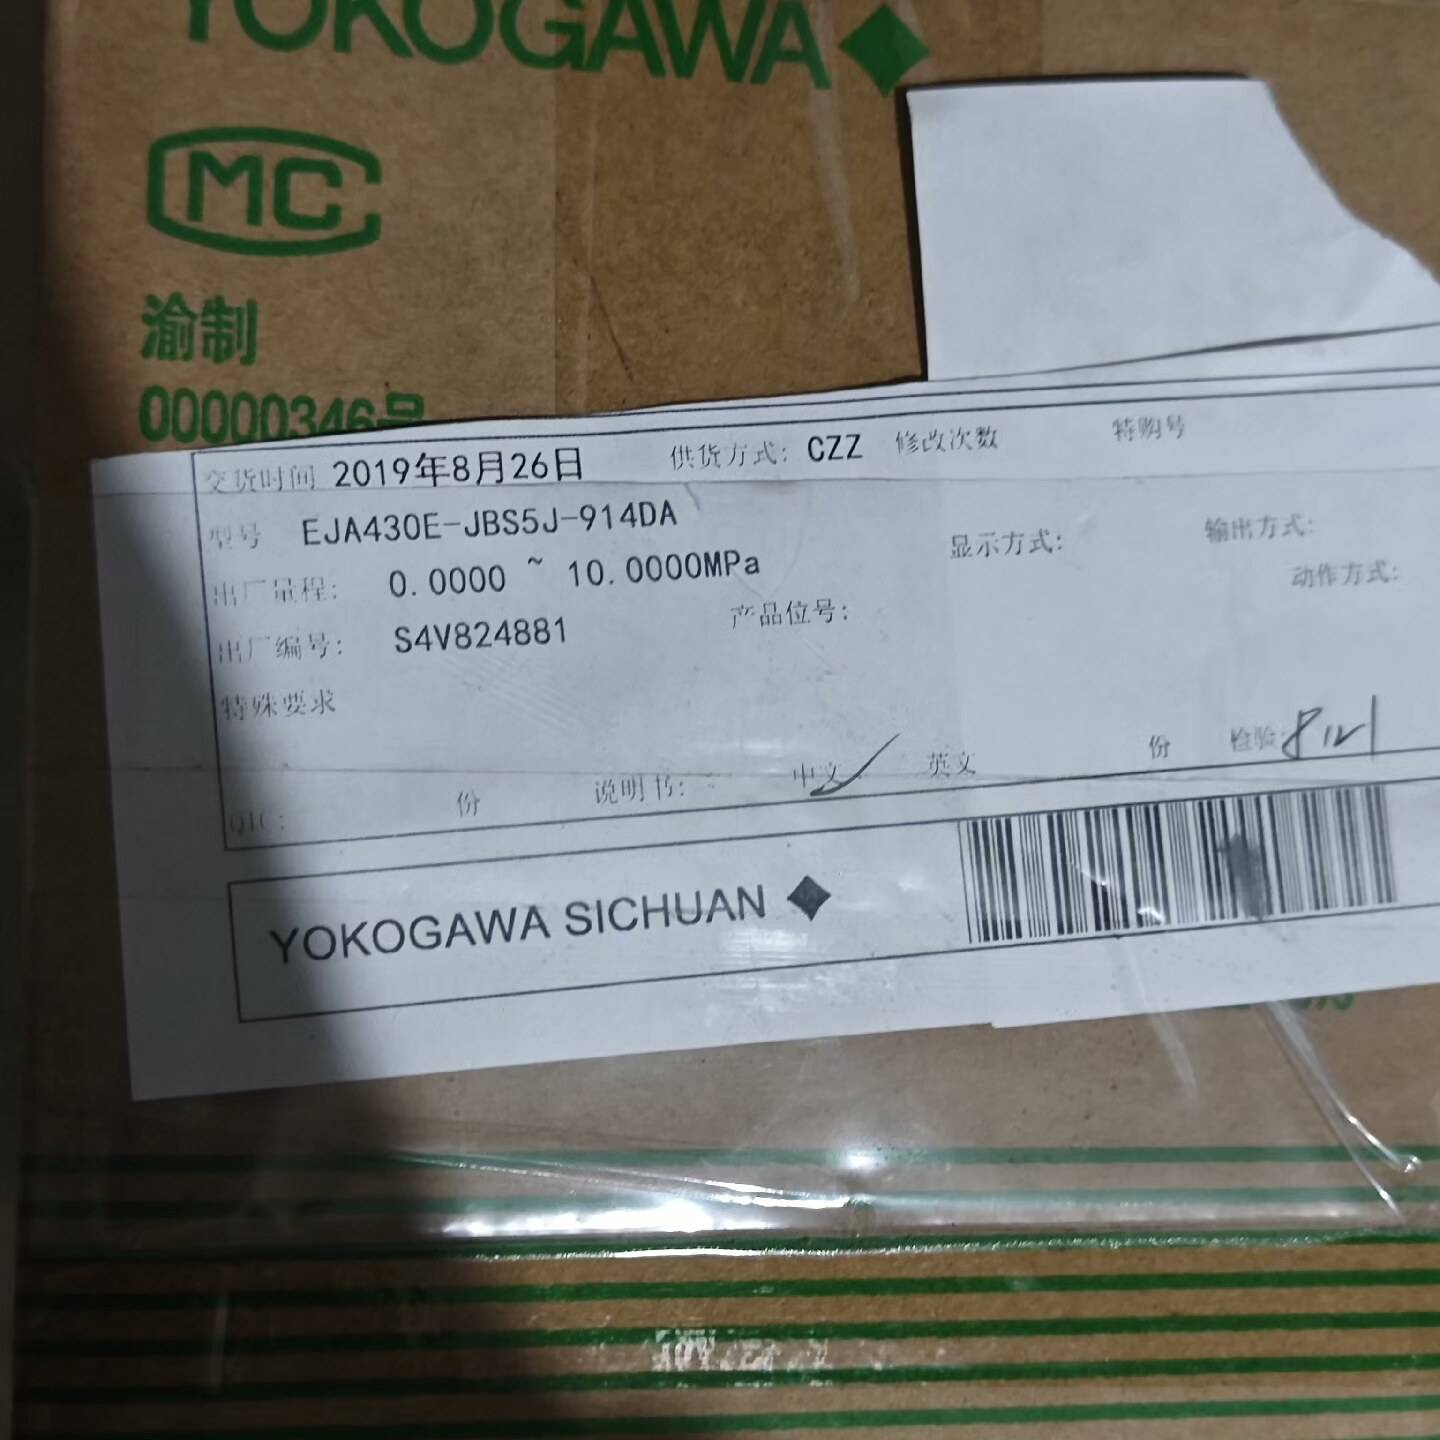 YOKOGAWA
MC
渝制
00000346号
交货时间 2019年8月26日 供货方式: CZZ 修改次数 特购号
型号 EJA430E-JBS5J-914DA 显示方式: 输出方式:
出厂量程: 0.0000 ~ 10.0000MPa 动作方式:
出厂编号: S4V824881 产品位号:
特殊要求
QIC: 份 说明书: 中文 英文 份 检验:
YOKOGAWA SICHUAN